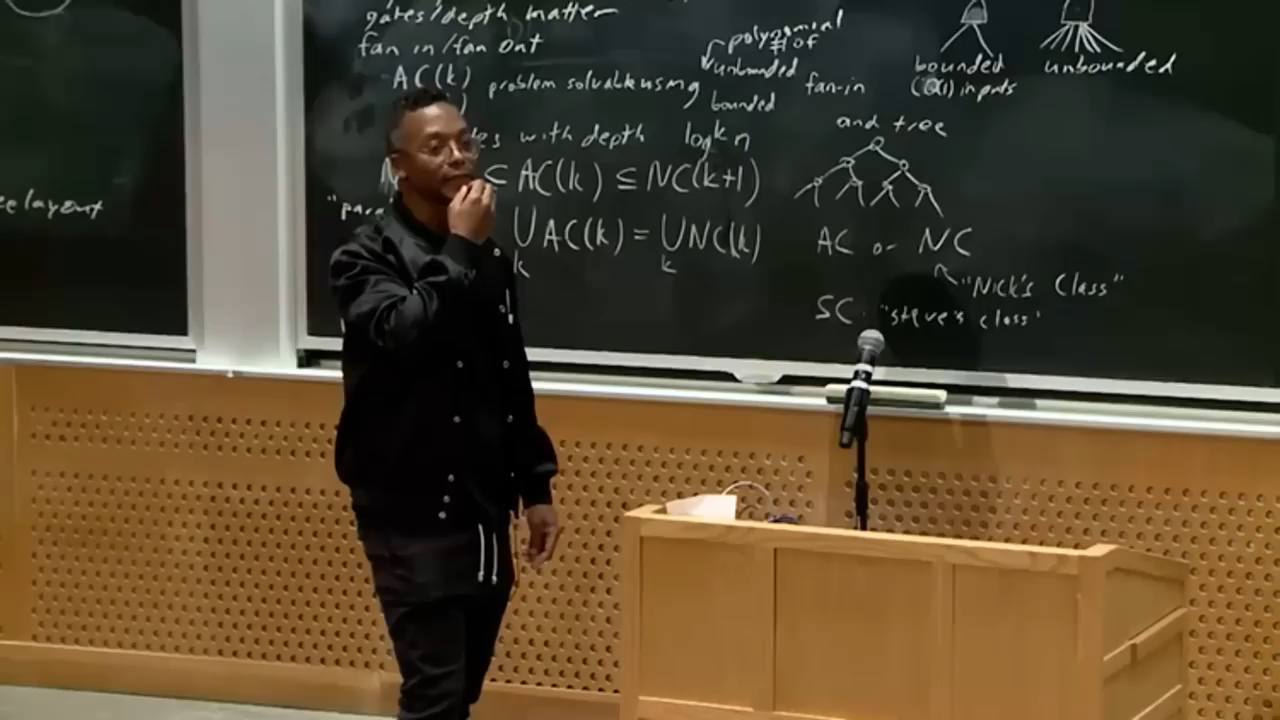 gates/depth matter
fan in/fan out
AC(k) problem solvable using
polynomial
# of
unbounded
bounded
fan-in
with depth log^k n
⊆ AC(k) ⊆ NC(k+1)
"para
∪ AC(k) = ∪ NC(k)
k k
bounded
(O(1)) inputs
unbounded
and tree
AC or NC
"Nick's Class"
SC "Steve's class"
layout